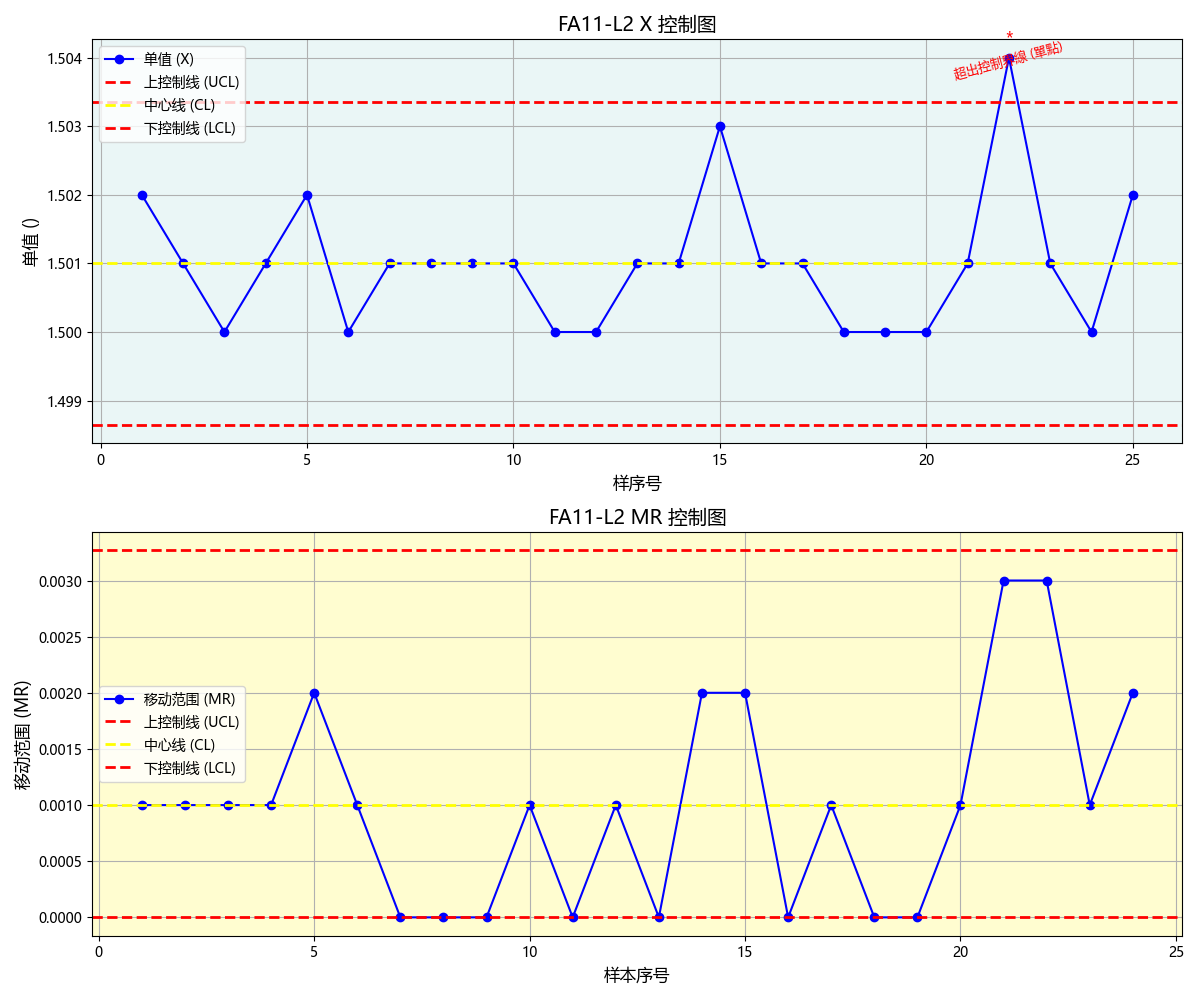 FA11-L2 X 控制图
*
超出控制界線 (單點)
单值 (X)
上控制线 (UCL)
中心线 (CL)
下控制线 (LCL)
1.504
1.503
1.502
1.501
1.500
1.499
单值 ()
0 5 10 15 20 25
样序号
FA11-L2 MR 控制图
0.0030
0.0025
0.0020
0.0015
0.0010
0.0005
0.0000
移动范围 (MR)
移动范围 (MR)
上控制线 (UCL)
中心线 (CL)
下控制线 (LCL)
0 5 10 15 20 25
样本序号